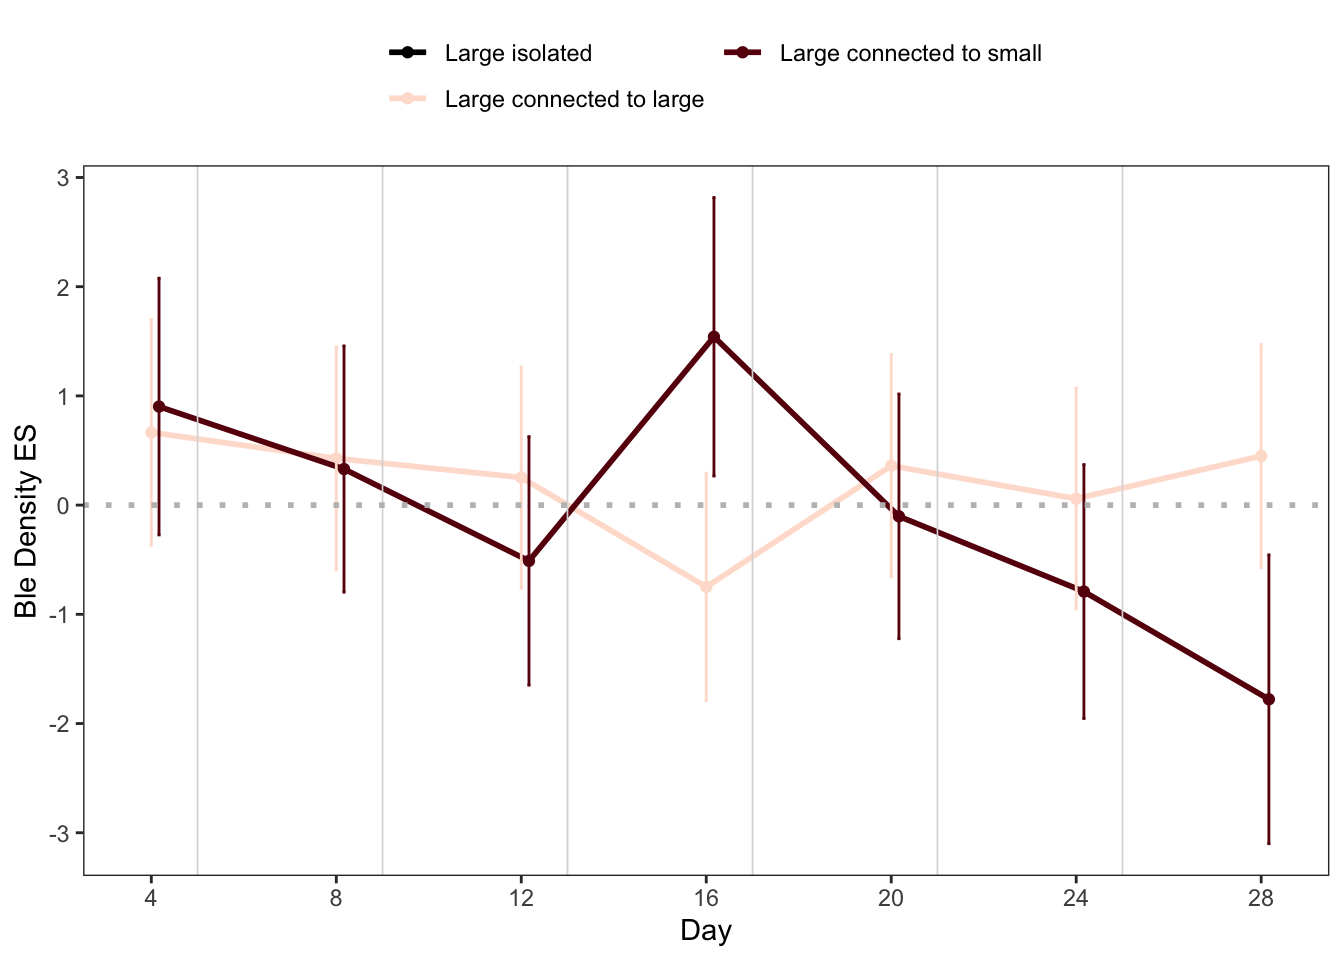 Large isolated
Large connected to small
Large connected to large
3
2
1
0
-1
-2
-3
Ble Density ES
4 8 12 16 20 24 28
Day